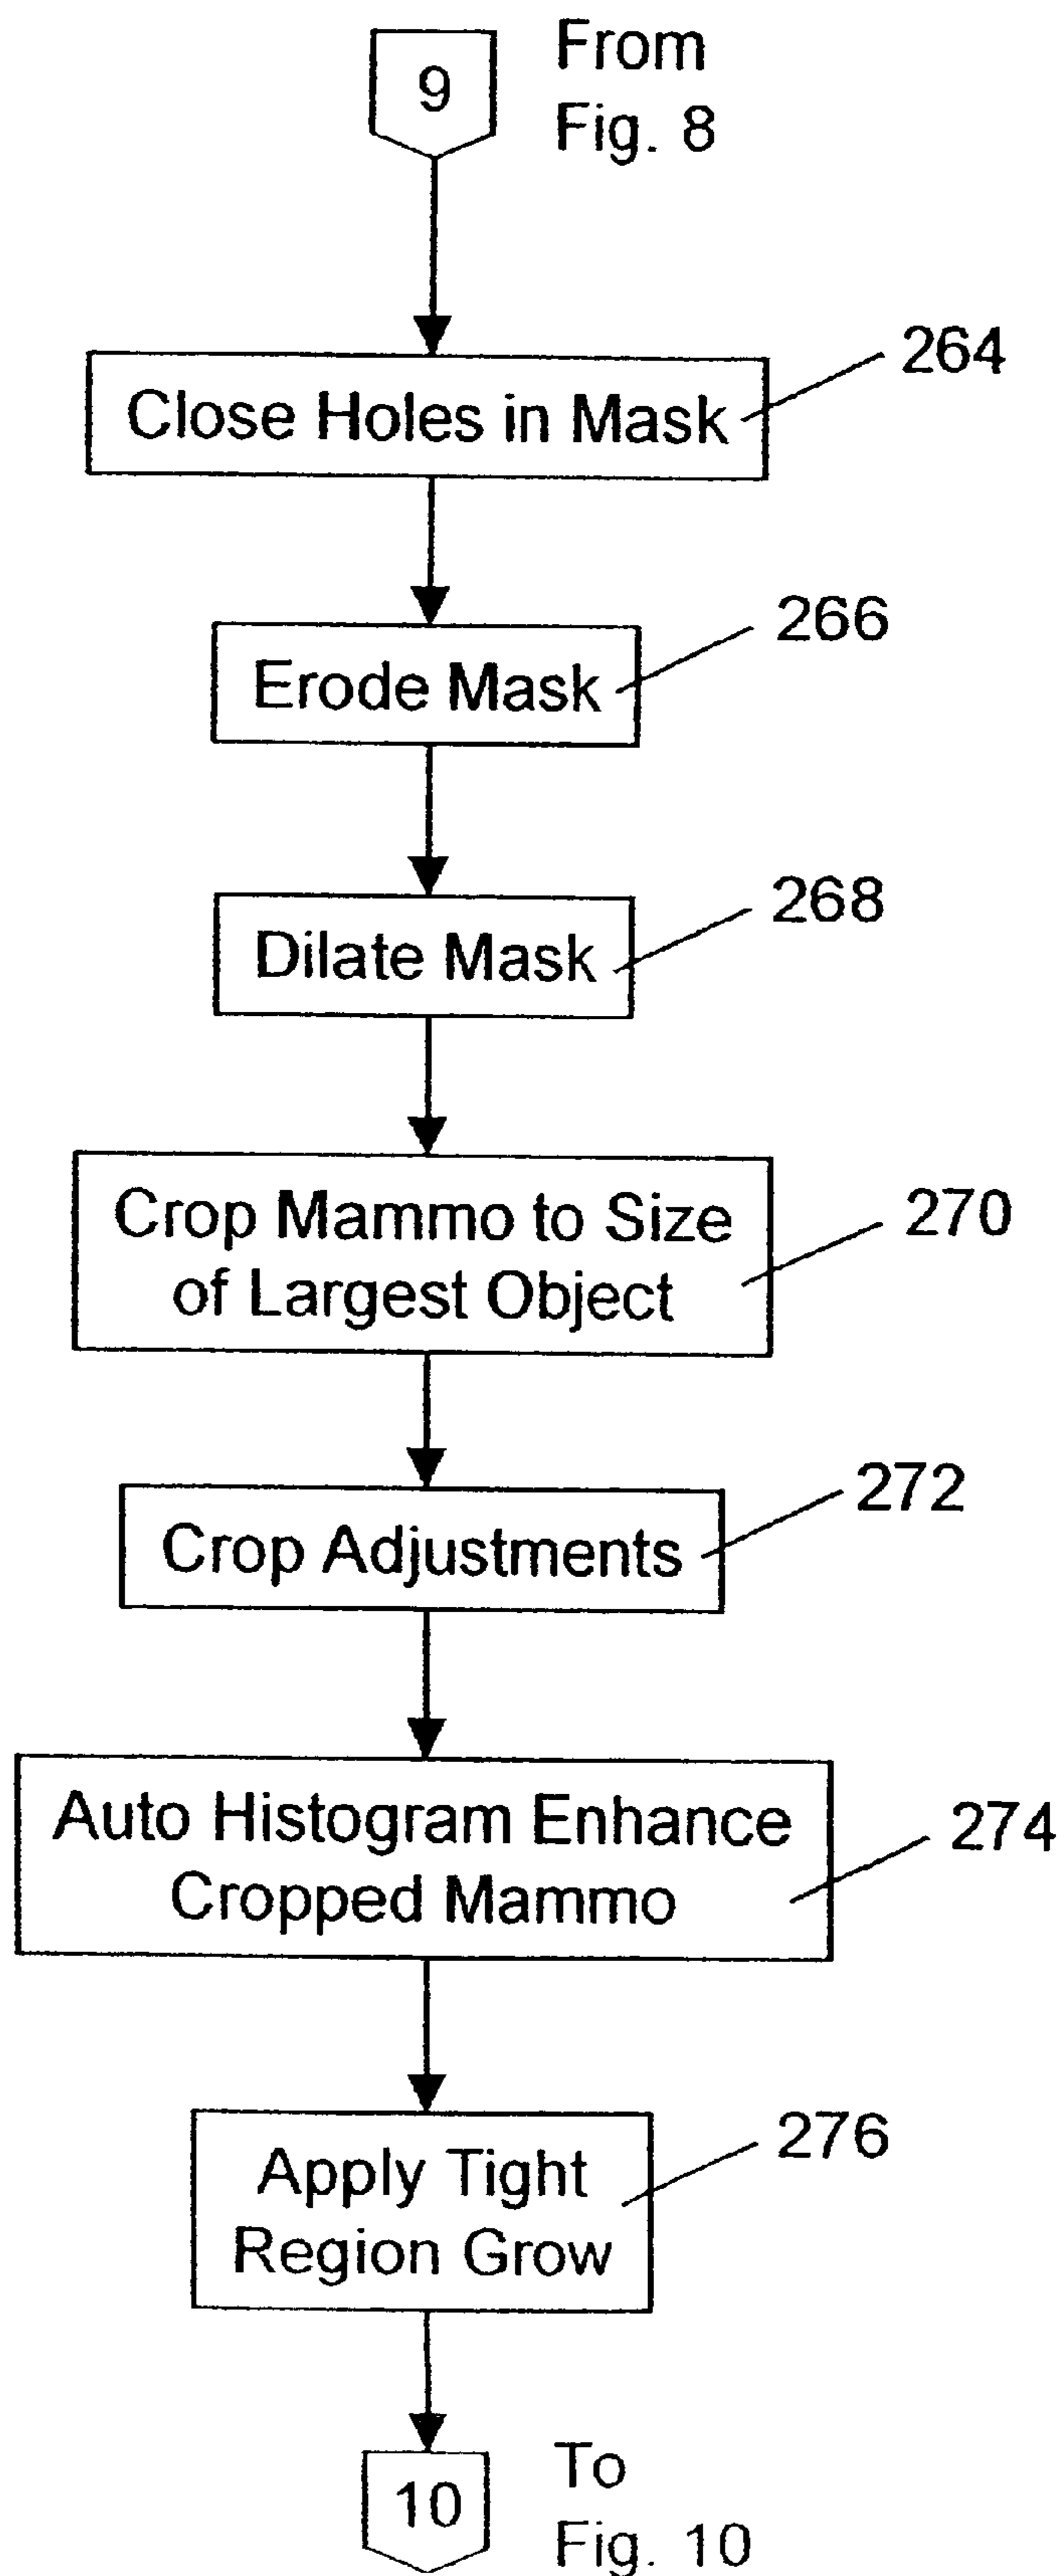 9
From
Fig. 8
264
Close Holes in Mask
266
Erode Mask
268
Dilate Mask
270
Crop Mammo to Size
of Largest Object
272
Crop Adjustments
274
Auto Histogram Enhance
Cropped Mammo
276
Apply Tight
Region Grow
10
To
Fig. 10